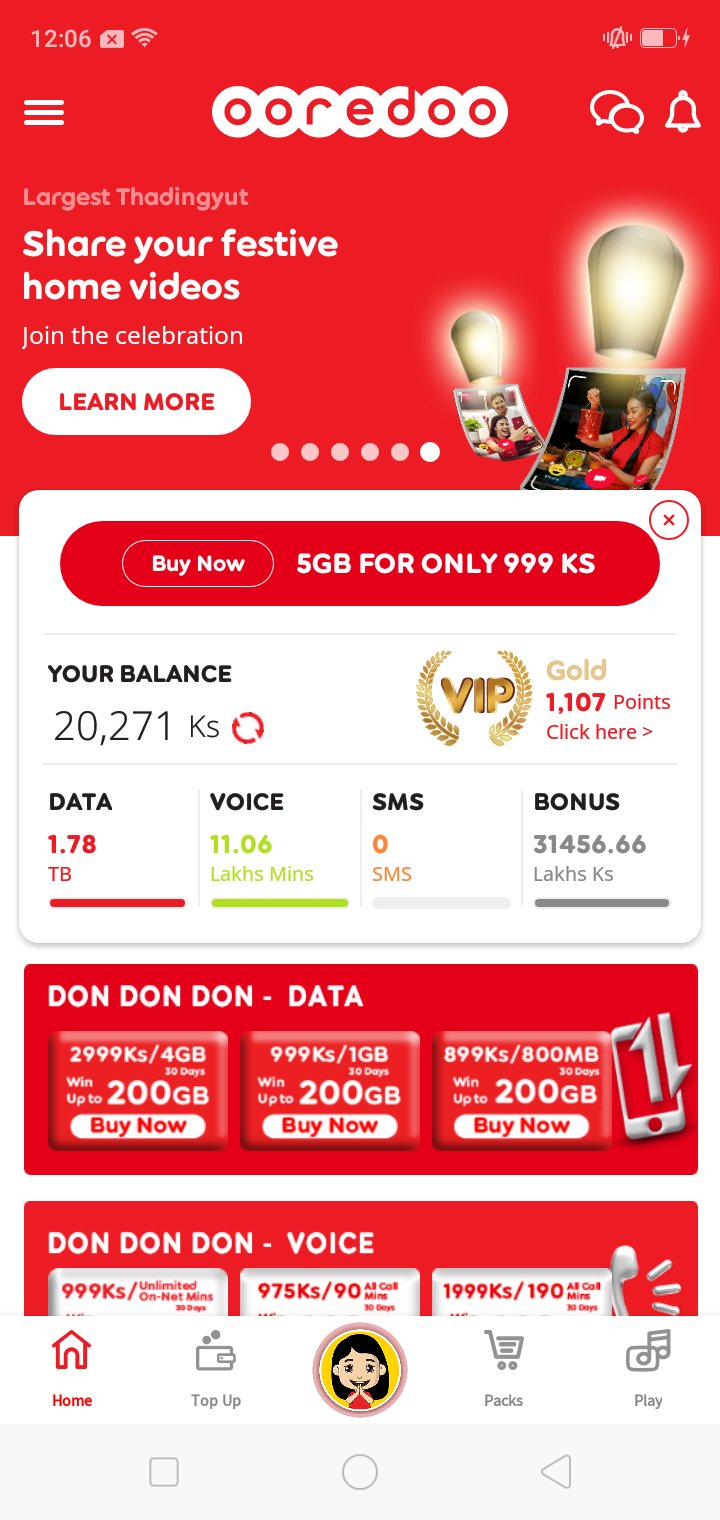 12:06
ooredoo
Largest Thadingyut
Share your festive
home videos
Join the celebration
LEARN MORE
Buy Now 5GB FOR ONLY 999 KS
YOUR BALANCE
20,271 Ks
VIP
Gold
1,107 Points
Click here >
DATA
1.78
TB
VOICE
11.06
Lakhs Mins
SMS
0
SMS
BONUS
31456.66
Lakhs Ks
DON DON DON - DATA
2999Ks/4GB
30 Days
Win
Up to 200GB
Buy Now
999Ks/1GB
30 Days
Win
Up to 200GB
Buy Now
899Ks/800MB
30 Days
Win
Up to 200GB
Buy Now
DON DON DON - VOICE
999Ks/Unlimited
On-Net Mins
30 Days
975Ks/90 All Call
Mins
30 Days
1999Ks/190 All Call
Mins
30 Days
Home
Top Up
Packs
Play